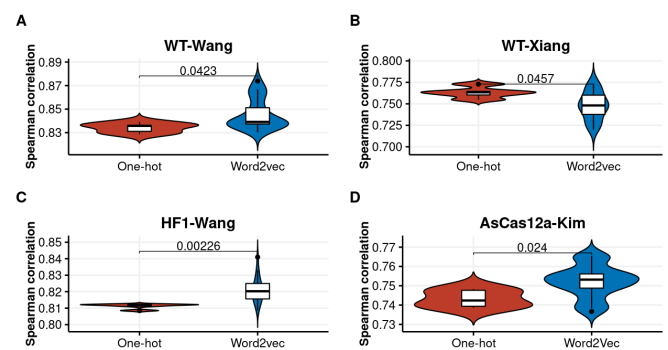 A
WT-Wang
Spearman correlation
0.89
0.87
0.85
0.83
0.0423
One-hot
Word2vec
B
WT-Xiang
Spearman correlation
0.800
0.775
0.750
0.725
0.700
0.0457
One-hot
Word2vec
C
HF1-Wang
Spearman correlation
0.85
0.84
0.83
0.82
0.81
0.80
0.00226
One-hot
Word2vec
D
AsCas12a-Kim
Spearman correlation
0.77
0.76
0.75
0.74
0.73
0.024
One-hot
Word2Vec